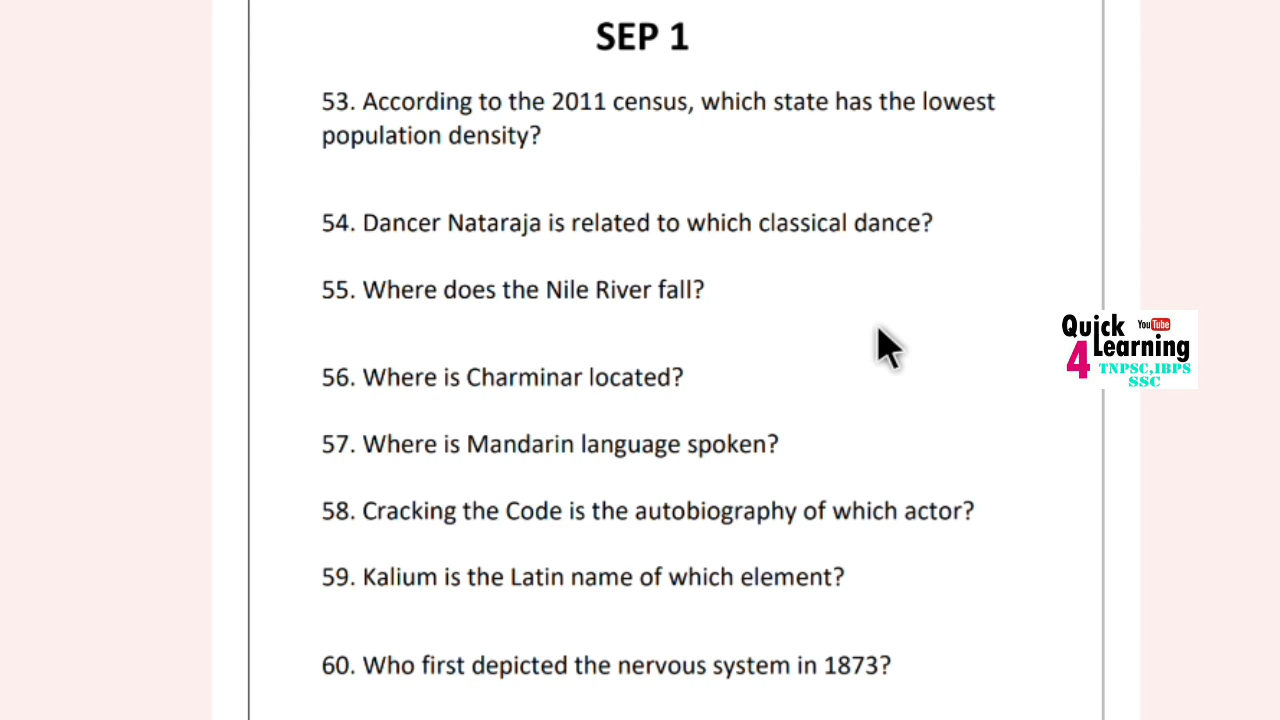 SEP 1
53. According to the 2011 census, which state has the lowest
population density?
54. Dancer Nataraja is related to which classical dance?
55. Where does the Nile River fall?
56. Where is Charminar located?
57. Where is Mandarin language spoken?
58. Cracking the Code is the autobiography of which actor?
59. Kalium is the Latin name of which element?
60. Who first depicted the nervous system in 1873?
Quick YouTube
4 Learning
TNPSC,IBPS
SSC